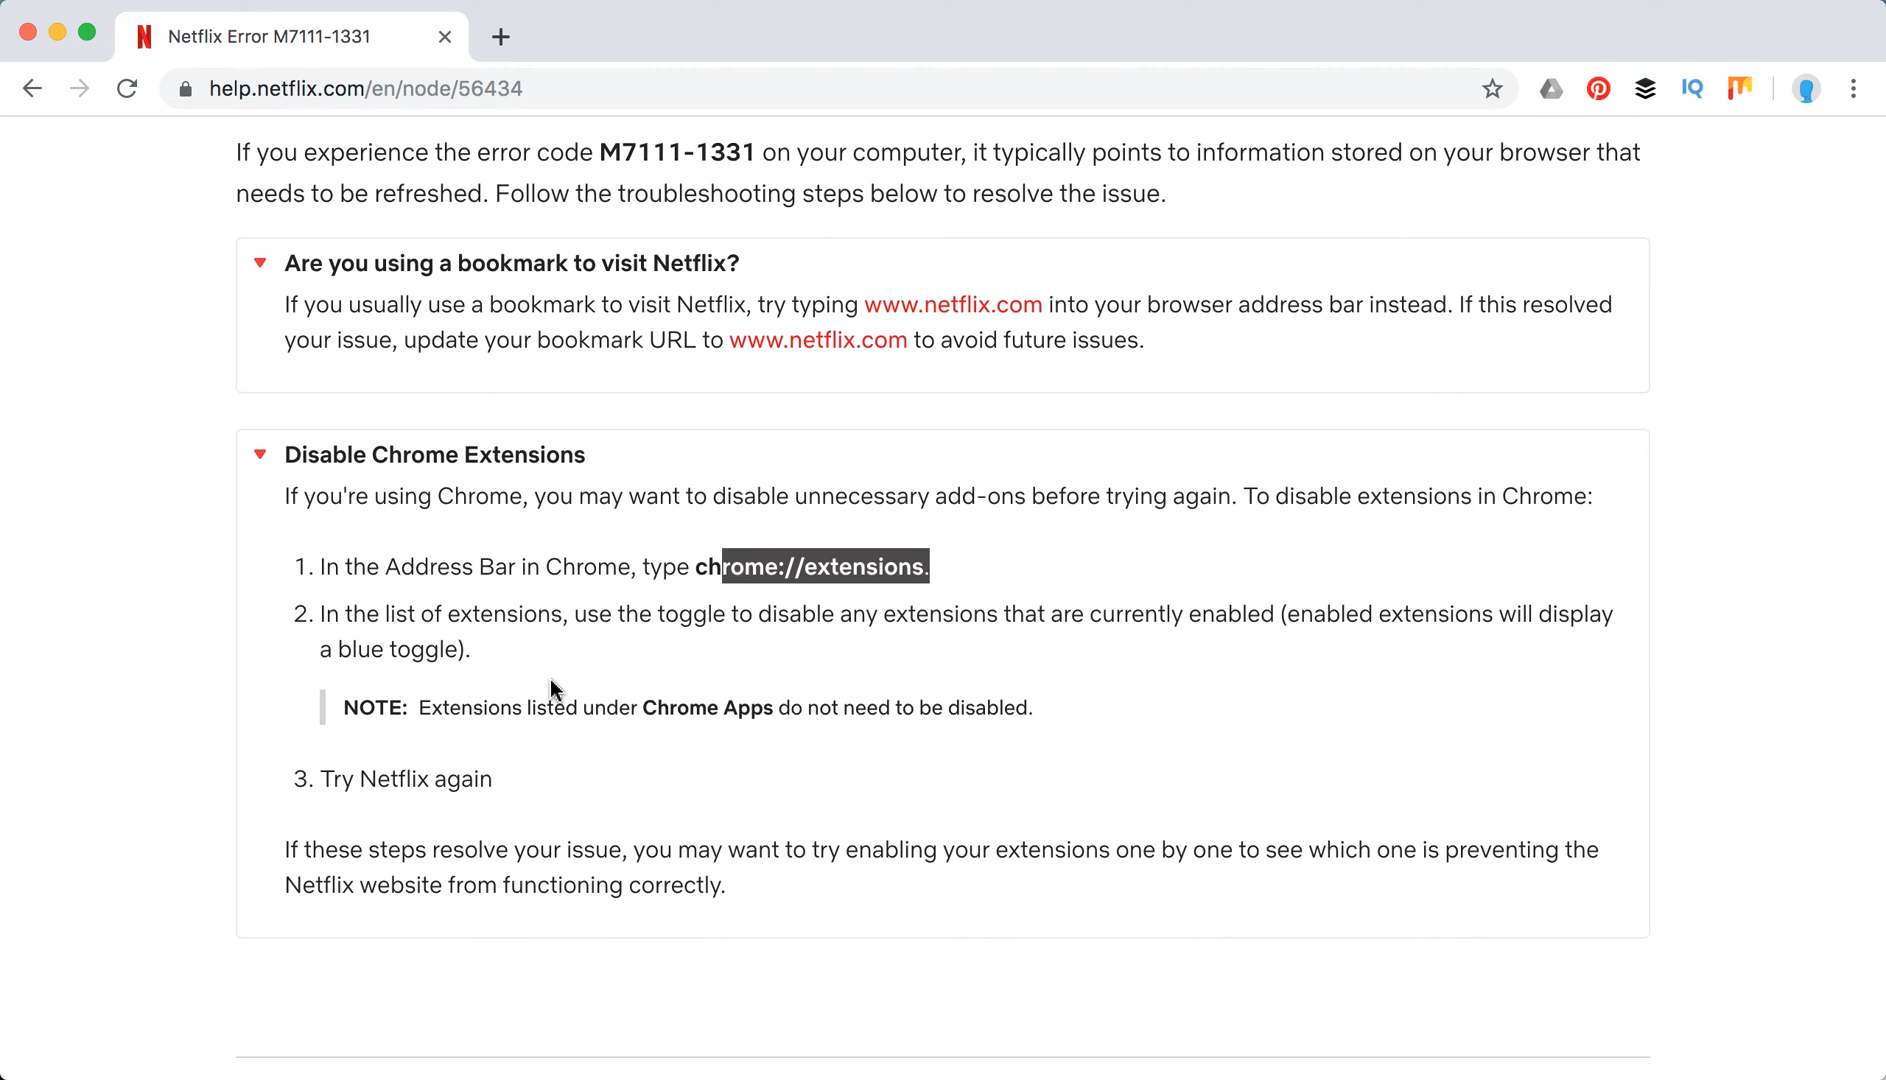 Netflix Error M7111-1331
help.netflix.com/en/node/56434
IQ
If you experience the error code M7111-1331 on your computer, it typically points to information stored on your browser that
needs to be refreshed. Follow the troubleshooting steps below to resolve the issue.
Are you using a bookmark to visit Netflix?
If you usually use a bookmark to visit Netflix, try typing www.netflix.com into your browser address bar instead. If this resolved
your issue, update your bookmark URL to www.netflix.com to avoid future issues.
Disable Chrome Extensions
If you're using Chrome, you may want to disable unnecessary add-ons before trying again. To disable extensions in Chrome:
1. In the Address Bar in Chrome, type chrome://extensions.
2. In the list of extensions, use the toggle to disable any extensions that are currently enabled (enabled extensions will display
a blue toggle).
NOTE: Extensions listed under Chrome Apps do not need to be disabled.
3. Try Netflix again
If these steps resolve your issue, you may want to try enabling your extensions one by one to see which one is preventing the
Netflix website from functioning correctly.